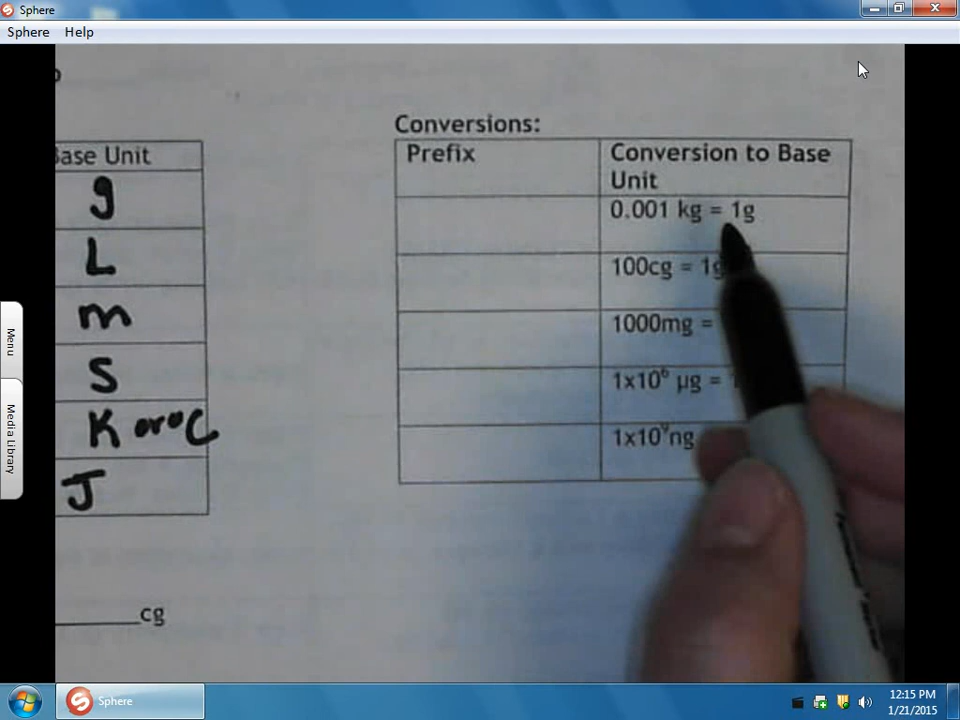 Sphere
Sphere Help
Base Unit
g
L
m
S
K or °C
J
cg
Conversions:
Prefix
Conversion to Base
Unit
0.001 kg = 1g
100cg = 1g
1000mg =
1x10⁶ µg =
1x10⁹ng
Menu
Media Library
Sphere
12:15 PM
1/21/2015